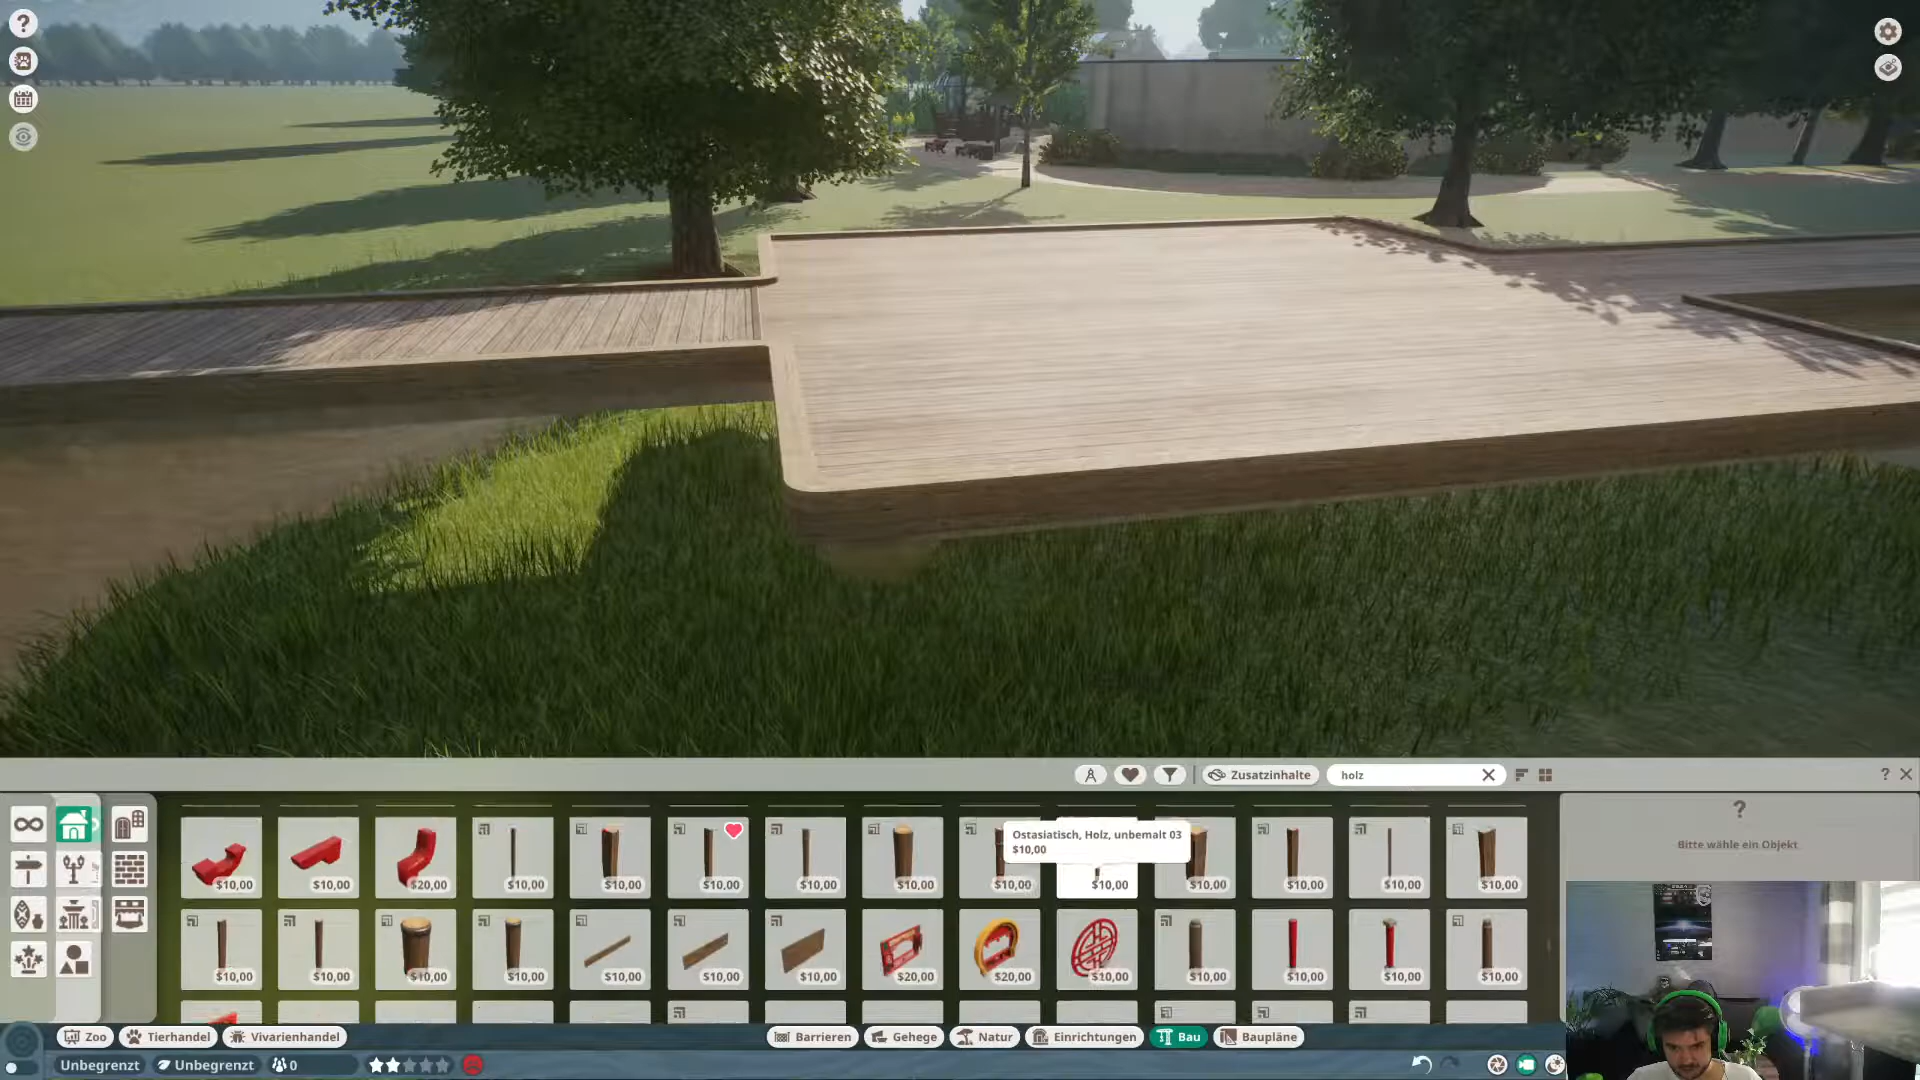 Zusatzinhalte
holz
?
Ostasiatisch, Holz, unbemalt 03
$10,00
$10,00 $10,00 $20,00 $10,00 $10,00 $10,00 $10,00 $10,00 $10,00 $10,00 $10,00 $10,00 $10,00 $10,00
?
Bitte wähle ein Objekt
$10,00 $10,00 $10,00 $10,00 $10,00 $10,00 $10,00 $20,00 $20,00 $10,00 $10,00 $10,00 $10,00 $10,00
Zoo Tierhandel Vivarienhandel Barrieren Gehege Natur Einrichtungen Bau Baupläne
Unbegrenzt Unbegrenzt 0